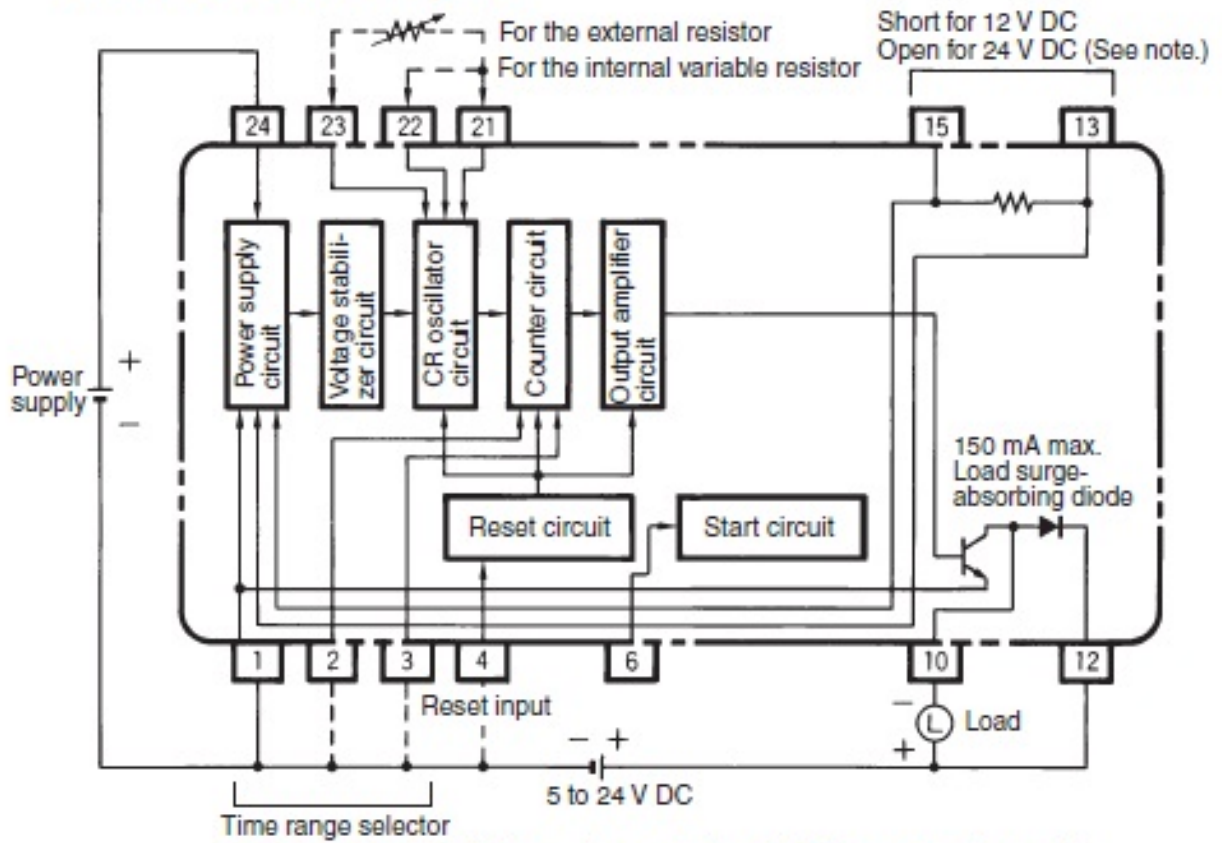 For the external resistor
For the internal variable resistor
Short for 12 V DC
Open for 24 V DC (See note.)
24
23
22
21
15
13
Power supply
circuit
Voltage stabili-
zer circuit
CR oscillator
circuit
Counter circuit
Output amplifier
circuit
+
Power
supply
−
150 mA max.
Load surge-
absorbing diode
Reset circuit
Start circuit
1
2
3
4
6
10
12
Reset input
−
L
Load
+
− +
5 to 24 V DC
Time range selector